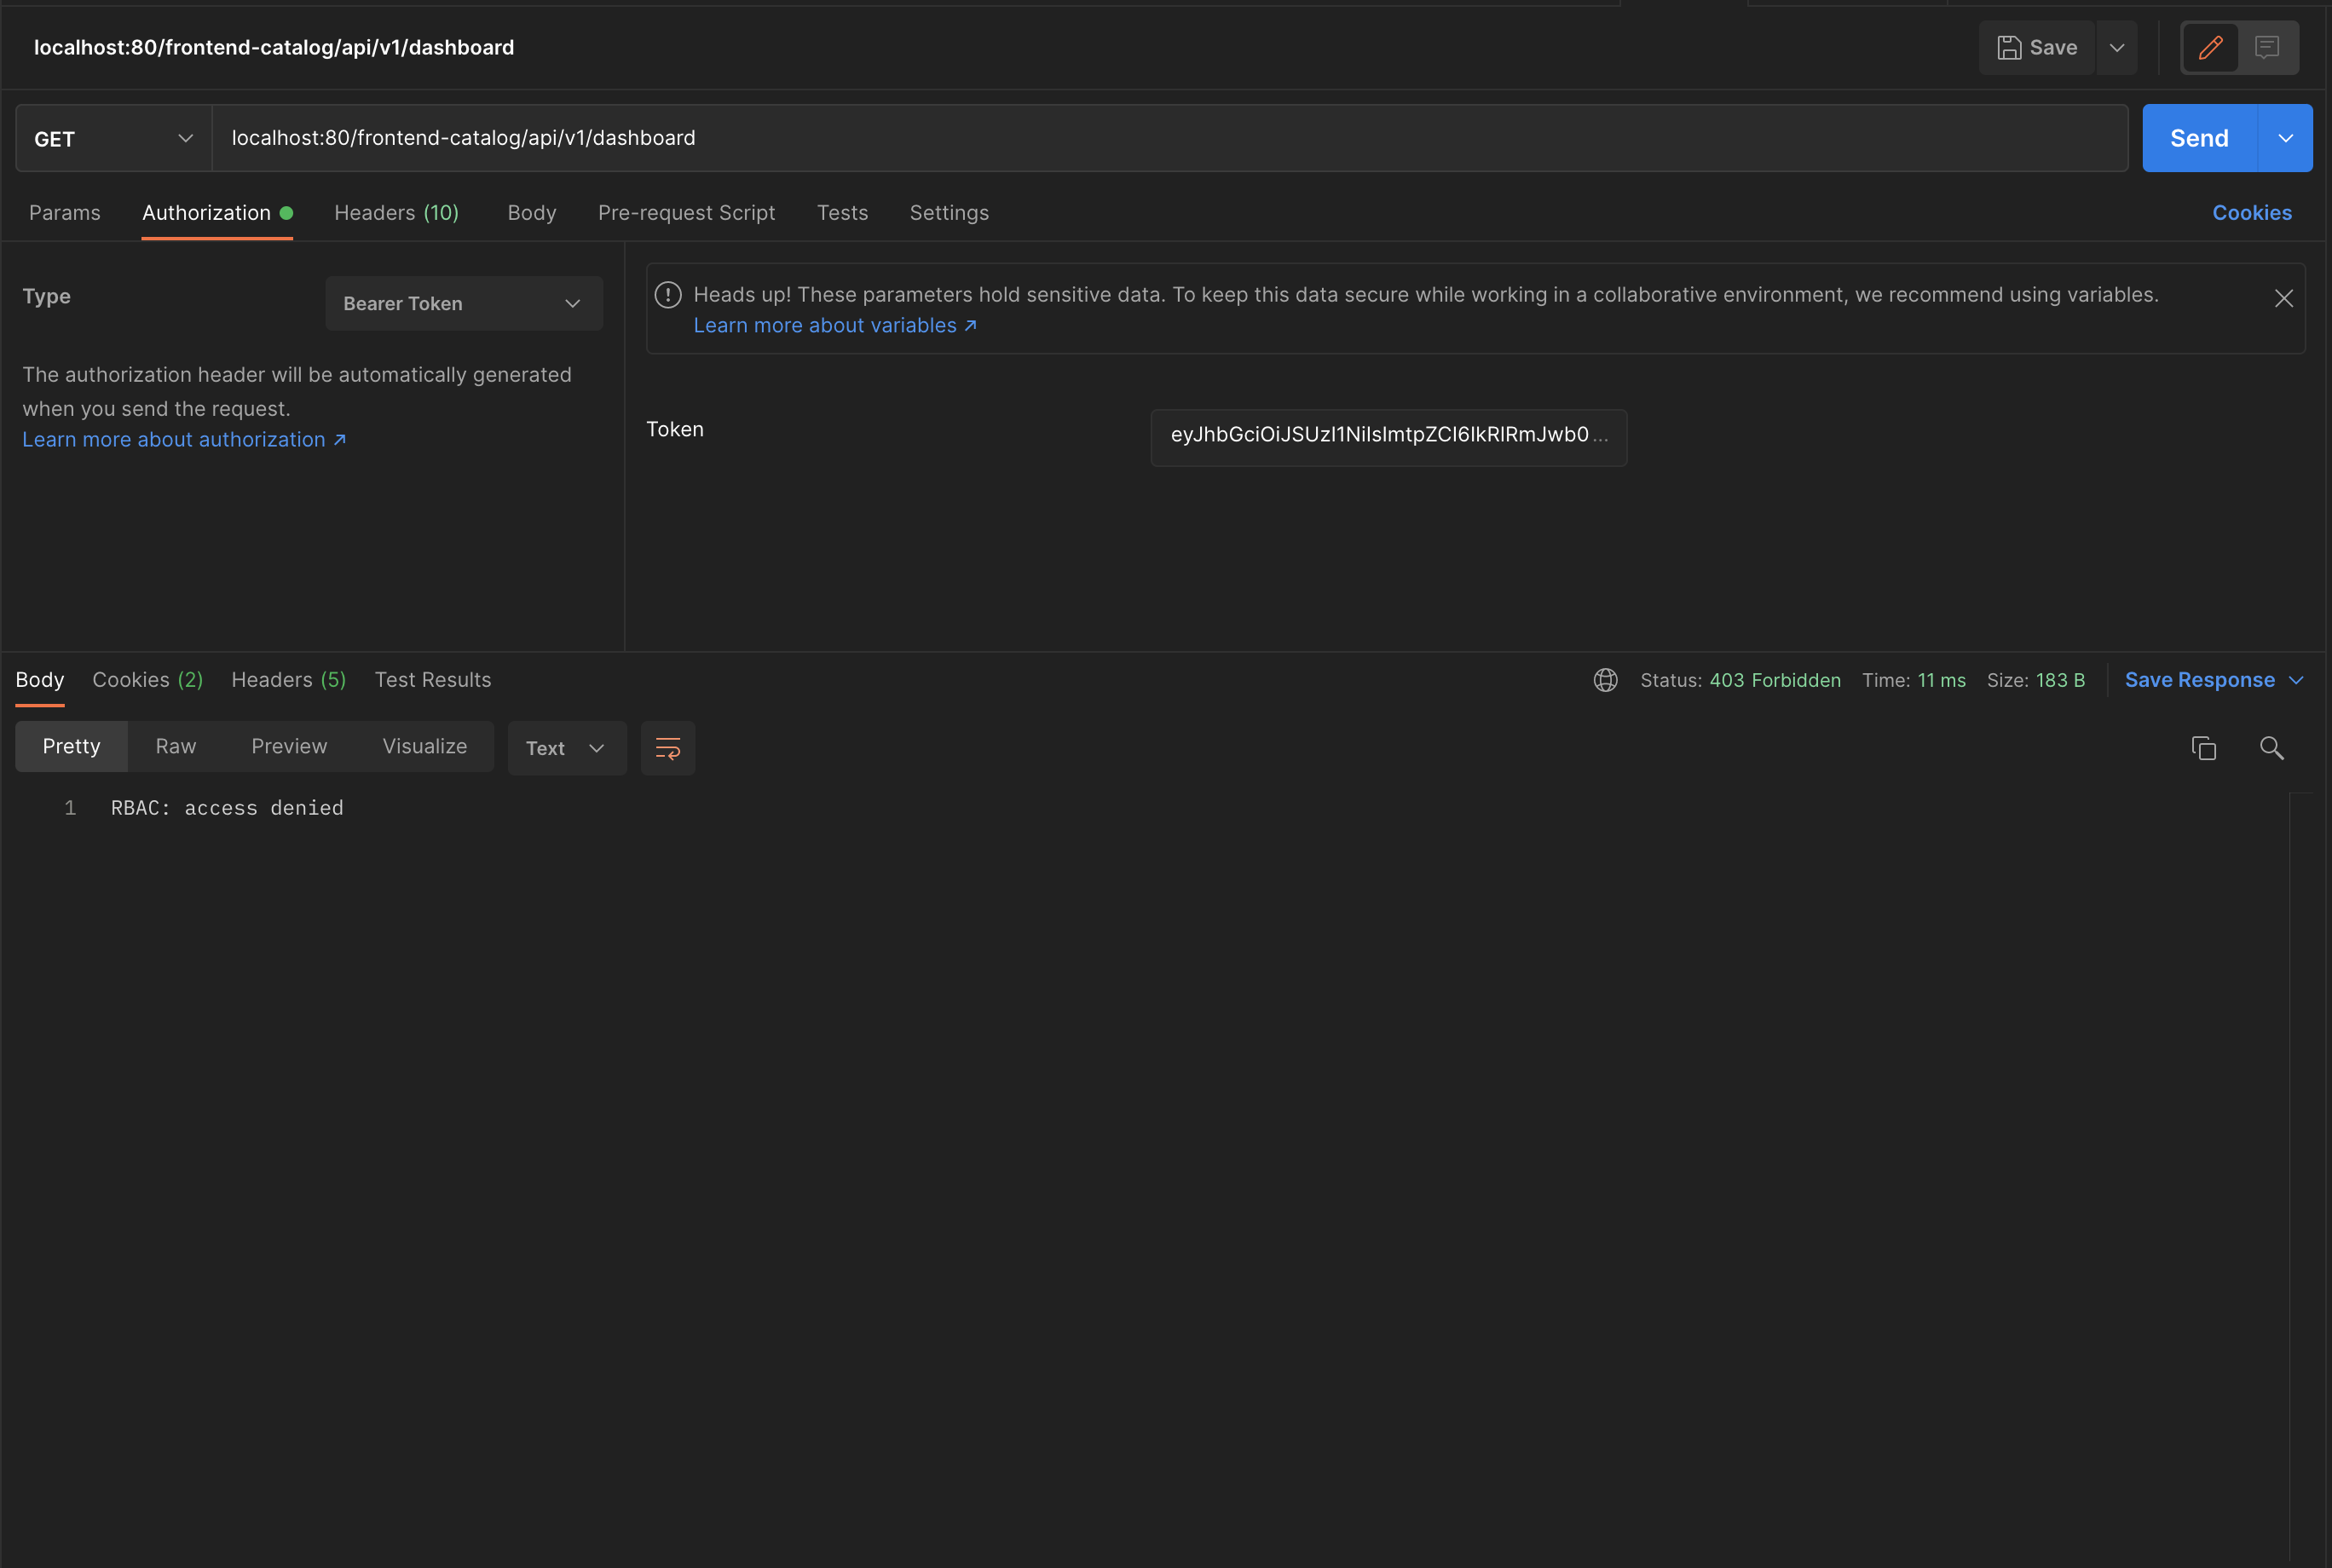 localhost:80/frontend-catalog/api/v1/dashboard
Save
GET
localhost:80/frontend-catalog/api/v1/dashboard
Send
Params Authorization Headers (10) Body Pre-request Script Tests Settings Cookies
Type
Bearer Token
The authorization header will be automatically generated
when you send the request.
Learn more about authorization ↗
Heads up! These parameters hold sensitive data. To keep this data secure while working in a collaborative environment, we recommend using variables.
Learn more about variables ↗
Token
eyJhbGciOiJSUzI1NiIsImtpZCI6IkRlRmJwb0...
Body Cookies (2) Headers (5) Test Results
Status: 403 Forbidden Time: 11 ms Size: 183 B Save Response
Pretty Raw Preview Visualize Text
1 RBAC: access denied